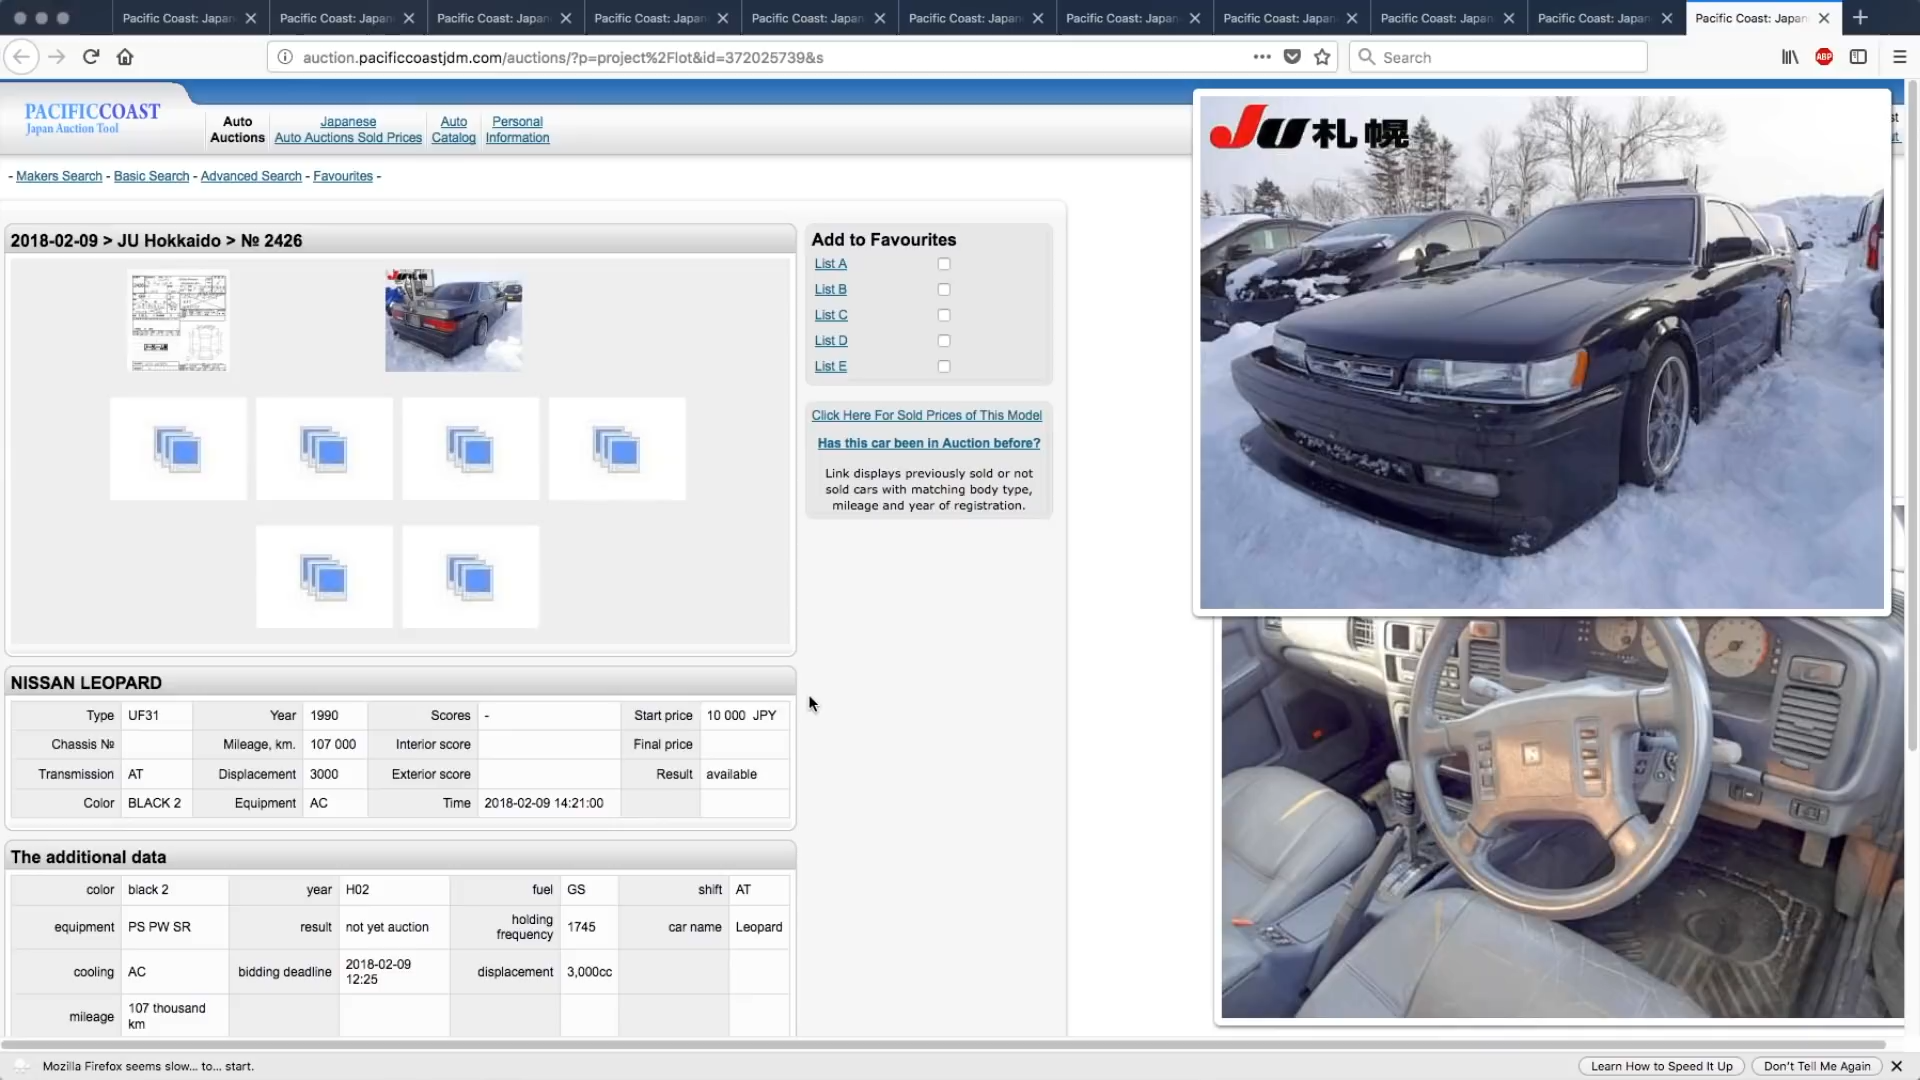 Pacific Coast: Japan
Pacific Coast: Japan
Pacific Coast: Japan
Pacific Coast: Japan
Pacific Coast: Japan
Pacific Coast: Japan
Pacific Coast: Japan
Pacific Coast: Japan
Pacific Coast: Japan
Pacific Coast: Japan
Pacific Coast: Japan
auction.pacificcoastjdm.com/auctions/?p=project%2Flot&id=372025739&s
Search
ABP
PACIFICCOAST
Japan Auction Tool
Auto Auctions
Japanese Auto Auctions Sold Prices
Auto Catalog
Personal Information
- Makers Search - Basic Search - Advanced Search - Favourites -
2018-02-09 > JU Hokkaido > № 2426
Add to Favourites
List A
List B
List C
List D
List E
Click Here For Sold Prices of This Model
Has this car been in Auction before?
Link displays previously sold or not
sold cars with matching body type,
mileage and year of registration.
JU札幌
NISSAN LEOPARD
Type UF31 Year 1990 Scores - Start price 10 000 JPY
Chassis № Mileage, km. 107 000 Interior score Final price
Transmission AT Displacement 3000 Exterior score Result available
Color BLACK 2 Equipment AC Time 2018-02-09 14:21:00
The additional data
color black 2 year H02 fuel GS shift AT
equipment PS PW SR result not yet auction holding frequency 1745 car name Leopard
cooling AC bidding deadline 2018-02-09 12:25 displacement 3,000cc
mileage 107 thousand km
Mozilla Firefox seems slow... to... start.
Learn How to Speed It Up
Don't Tell Me Again